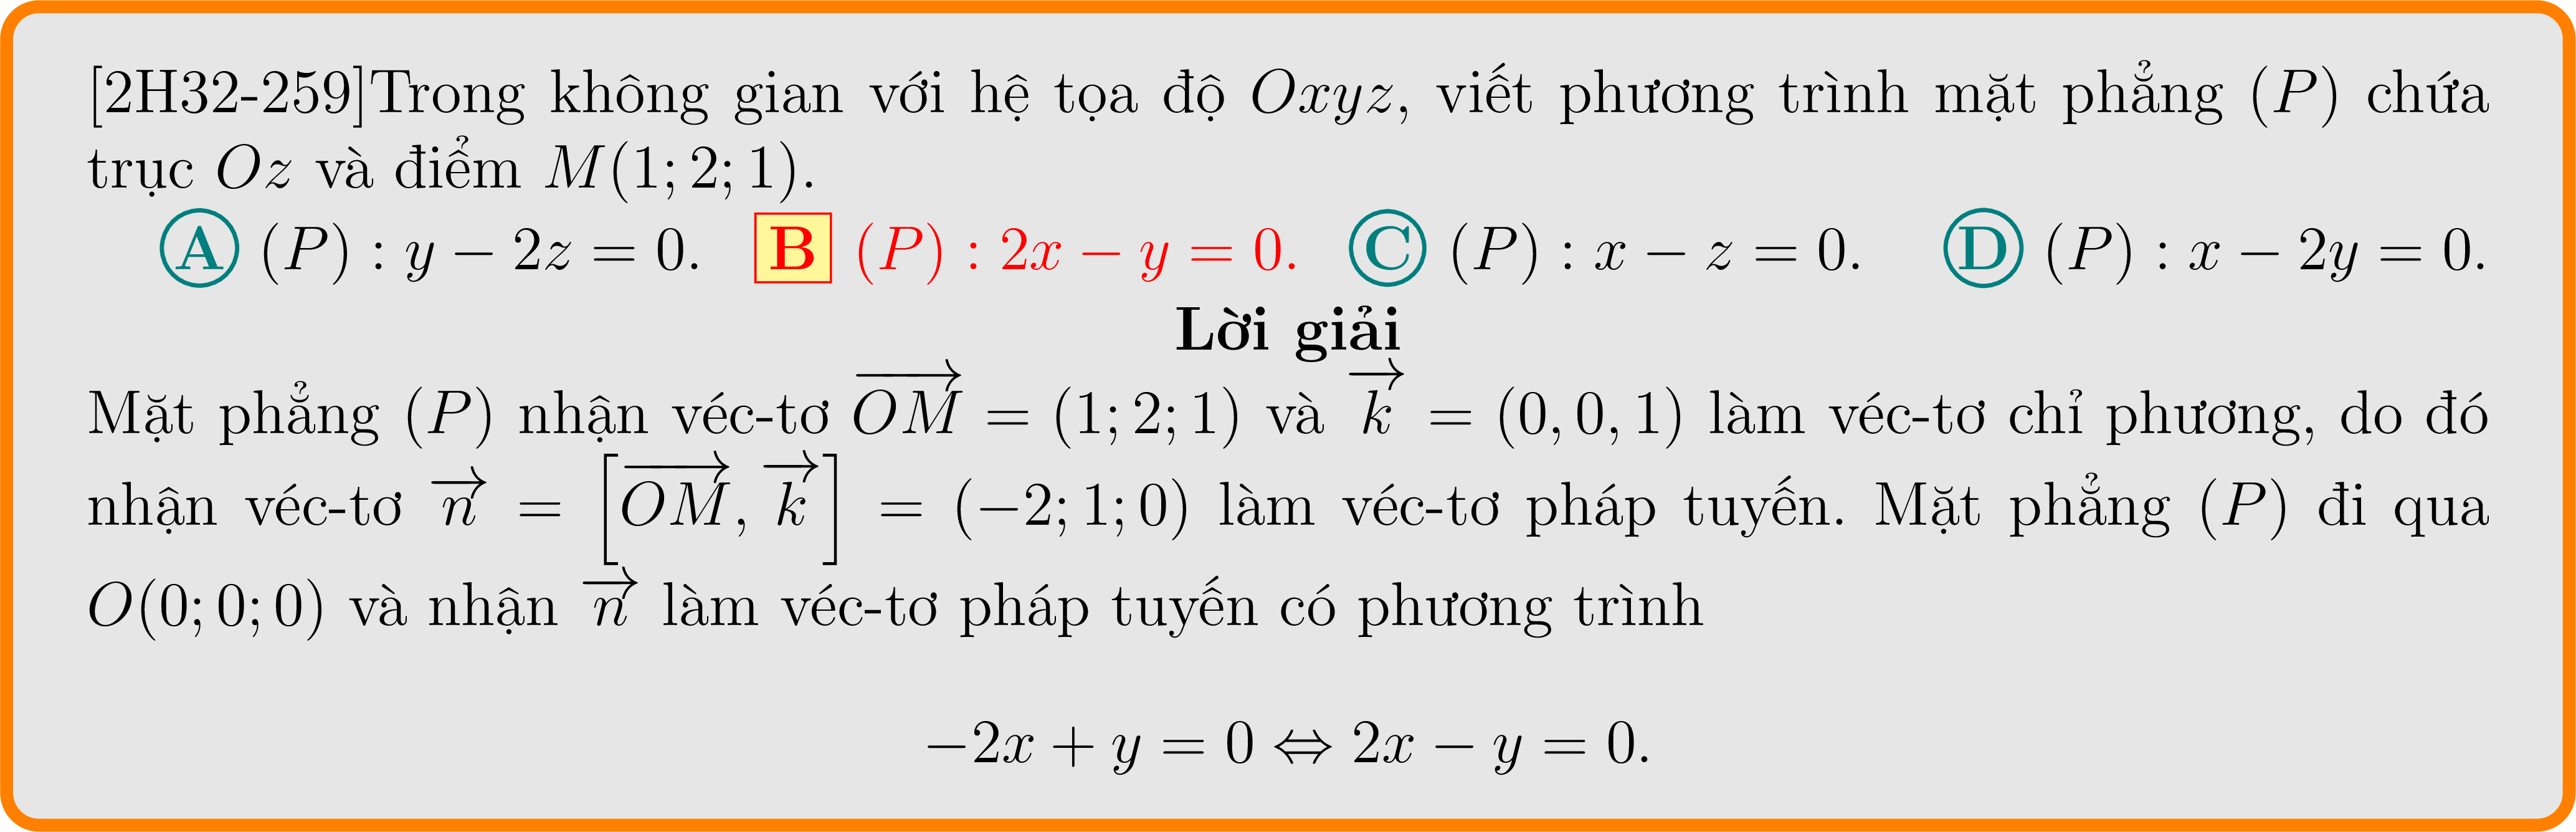 [2H32-259]Trong không gian với hệ tọa độ Oxyz, viết phương trình mặt phẳng (P) chứa
trục Oz và điểm M(1; 2; 1).
A (P) : y − 2z = 0. B (P) : 2x − y = 0. C (P) : x − z = 0. D (P) : x − 2y = 0.
Lời giải
Mặt phẳng (P) nhận véc-tơ $\overrightarrow{OM}$ = (1; 2; 1) và $\overrightarrow{k}$ = (0, 0, 1) làm véc-tơ chỉ phương, do đó
nhận véc-tơ $\overrightarrow{n}$ = $\left[\overrightarrow{OM}, \overrightarrow{k}\right]$ = (−2; 1; 0) làm véc-tơ pháp tuyến. Mặt phẳng (P) đi qua
O(0; 0; 0) và nhận $\overrightarrow{n}$ làm véc-tơ pháp tuyến có phương trình
−2x + y = 0 ⇔ 2x − y = 0.